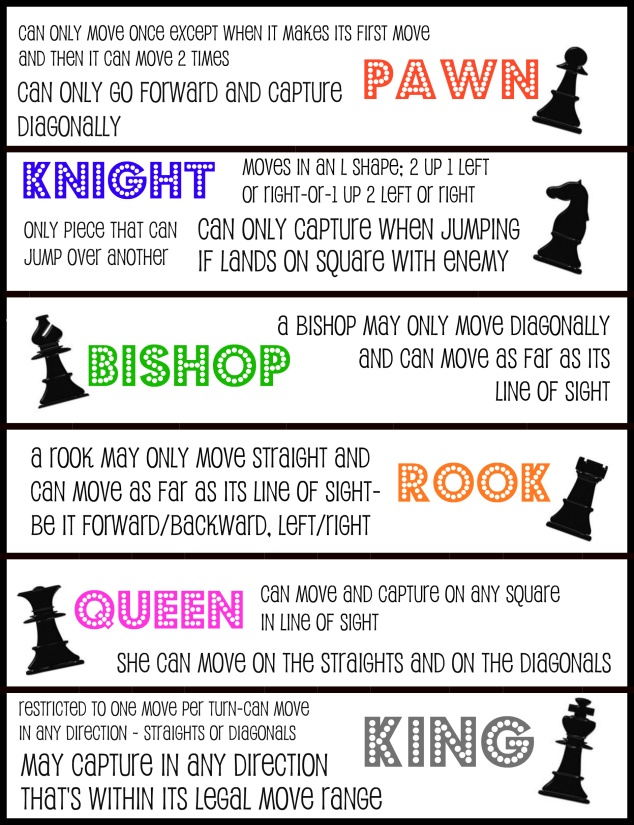 CAN ONLY MOVE ONCE EXCEPT WHEN IT MAKES ITS FIRST MOVE
AND THEN IT CAN MOVE 2 TIMES
CAN ONLY GO FORWARD AND CAPTURE
DIAGONALLY
PAWN
KNIGHT
MOVES IN AN L SHAPE; 2 UP 1 LEFT
OR RIGHT-OR-1 UP 2 LEFT OR RIGHT
ONLY PIECE THAT CAN
JUMP OVER ANOTHER
CAN ONLY CAPTURE WHEN JUMPING
IF LANDS ON SQUARE WITH ENEMY
BISHOP
A BISHOP MAY ONLY MOVE DIAGONALLY
AND CAN MOVE AS FAR AS ITS
LINE OF SIGHT
A ROOK MAY ONLY MOVE STRAIGHT AND
CAN MOVE AS FAR AS ITS LINE OF SIGHT-
BE IT FORWARD/BACKWARD, LEFT/RIGHT
ROOK
QUEEN
CAN MOVE AND CAPTURE ON ANY SQUARE
IN LINE OF SIGHT
SHE CAN MOVE ON THE STRAIGHTS AND ON THE DIAGONALS
RESTRICTED TO ONE MOVE PER TURN-CAN MOVE
IN ANY DIRECTION - STRAIGHTS OR DIAGONALS
MAY CAPTURE IN ANY DIRECTION
THAT'S WITHIN ITS LEGAL MOVE RANGE
KING